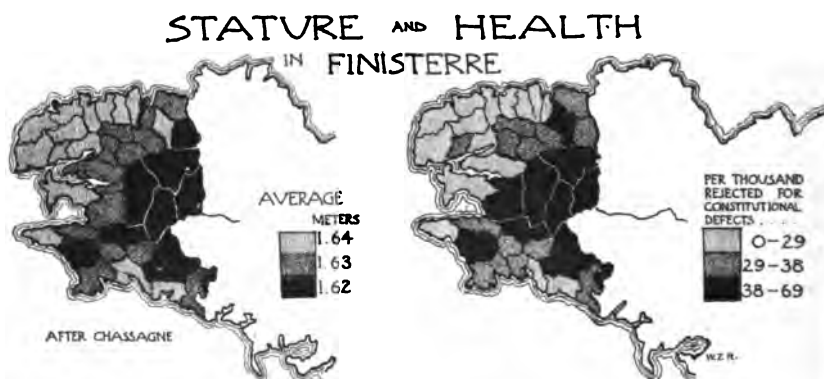 STATURE AND HEALTH
IN FINISTERRE
AVERAGE
METERS
1.64
1.63
1.62
AFTER CHASSAGNE
PER THOUSAND
REJECTED FOR
CONSTITUTIONAL
DEFECTS.....
0-29
29-38
38-69
W.Z.R.